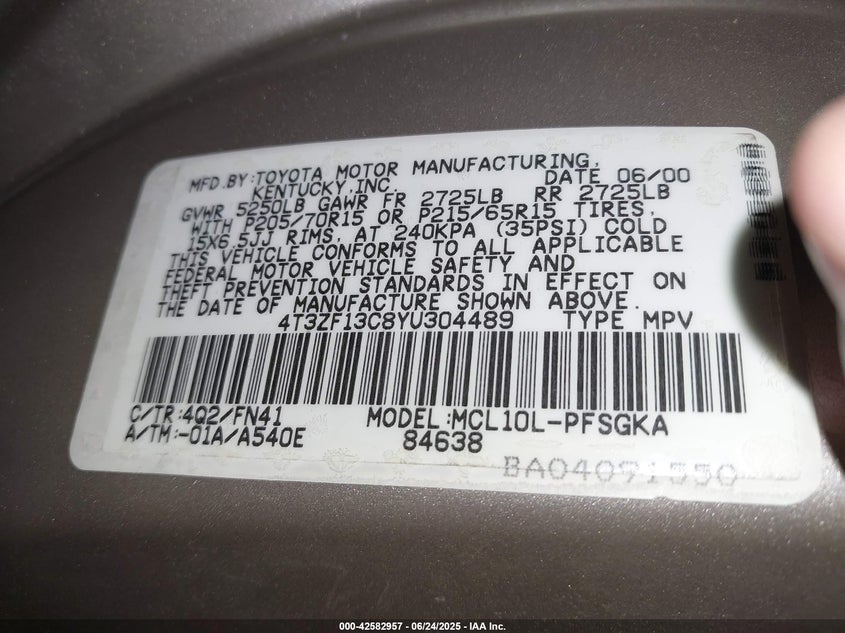 MFD.BY:TOYOTA MOTOR MANUFACTURING,
KENTUCKY,INC. DATE 06/00
GVWR 5250LB GAWR FR 2725LB RR 2725LB
WITH P205/70R15 OR P215/65R15 TIRES,
15X6.5JJ RIMS, AT 240KPA (35PSI) COLD
THIS VEHICLE CONFORMS TO ALL APPLICABLE
FEDERAL MOTOR VEHICLE SAFETY AND
THEFT PREVENTION STANDARDS IN EFFECT ON
THE DATE OF MANUFACTURE SHOWN ABOVE.
4T3ZF13C8YU304489 TYPE MPV
C/TR:4Q2/FN41 MODEL:MCL10L-PFSGKA
A/TM:-01A/A540E 84638
000-42582957 - 06/24/2025 - IAA Inc.